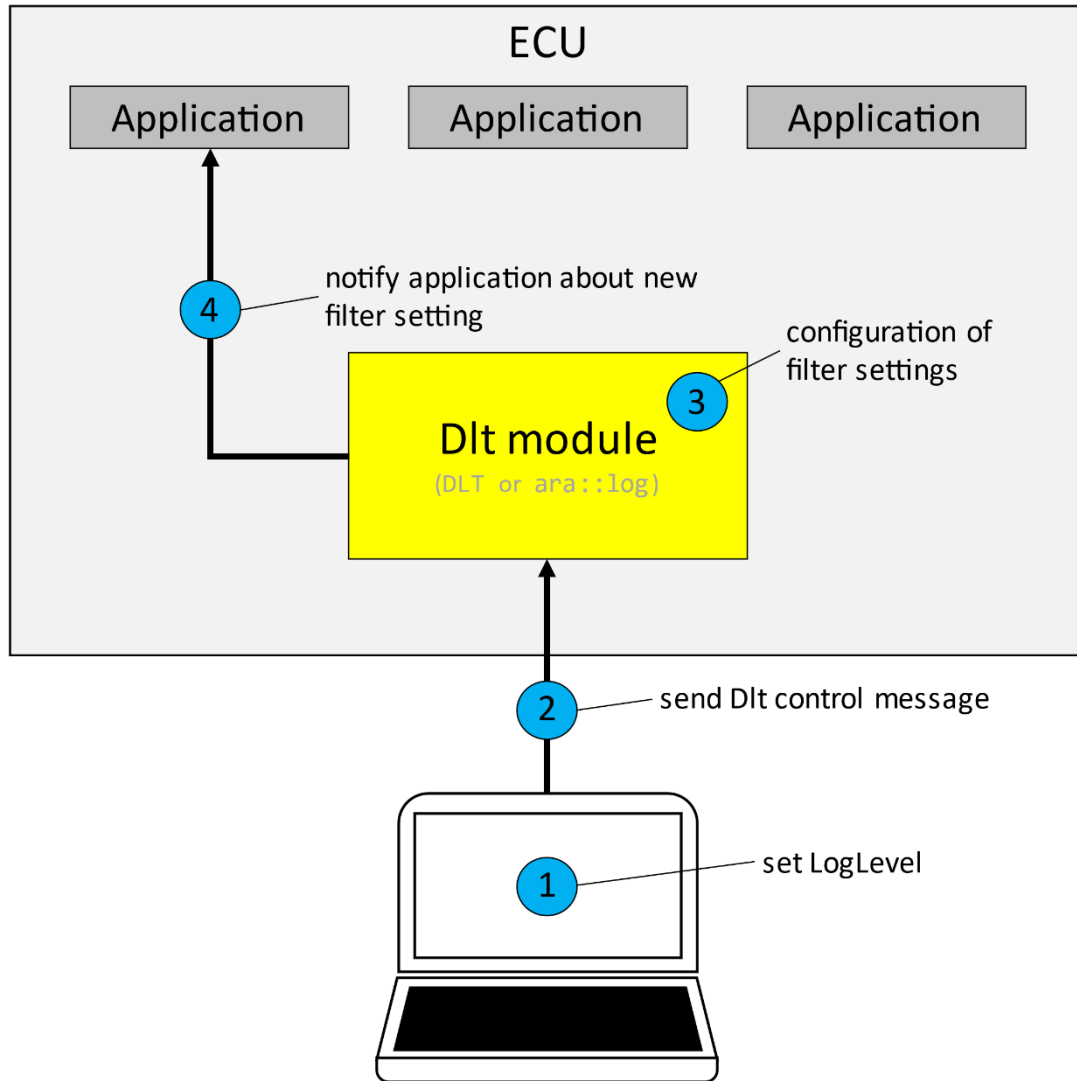 ECU
Application
Application
Application
4
notify application about new
filter setting
configuration of
filter settings
3
Dlt module
(DLT or ara::log)
2
send Dlt control message
1
set LogLevel